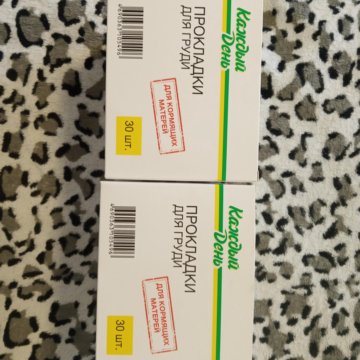 Каждый
День
ПРОКЛАДКИ
ДЛЯ ГРУДИ
ДЛЯ КОРМЯЩИХ
МАТЕРЕЙ
30 шт.
Каждый
День
ПРОКЛАДКИ
ДЛЯ ГРУДИ
ДЛЯ КОРМЯЩИХ
МАТЕРЕЙ
30 шт.